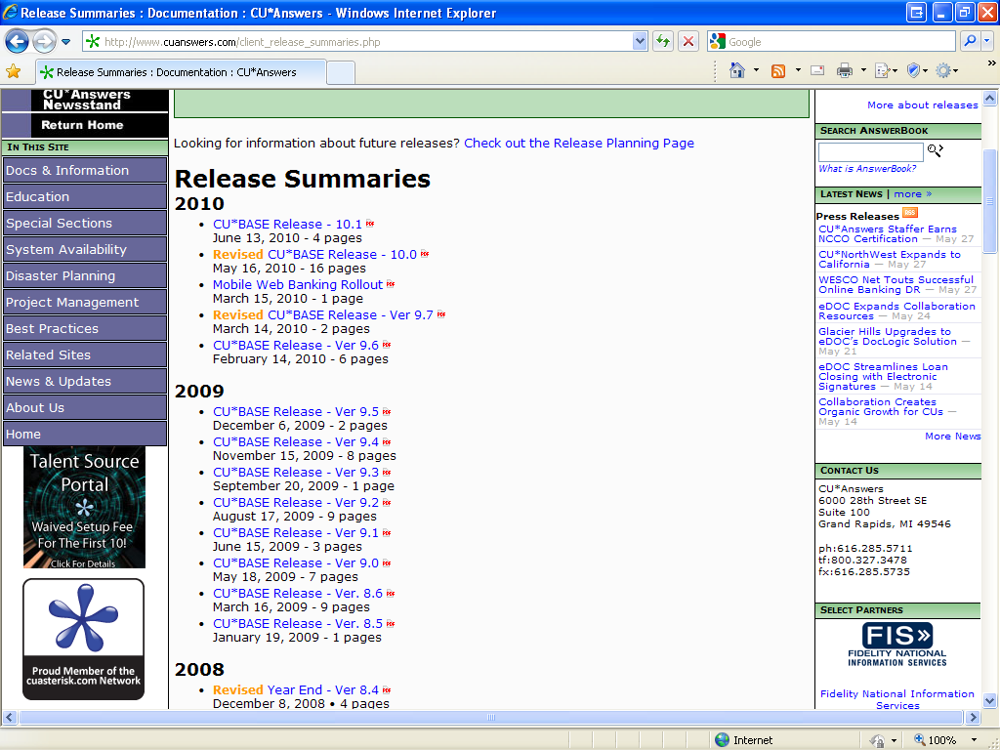 Release Summaries : Documentation : CU*Answers - Windows Internet Explorer
http://www.cuanswers.com/client_release_summaries.php
Google
Release Summaries : Documentation : CU*Answers
CU*Answers
Newsstand
Return Home
IN THIS SITE
Docs & Information
Education
Special Sections
System Availability
Disaster Planning
Project Management
Best Practices
Related Sites
News & Updates
About Us
Home
Talent Source
Portal
Waived Setup Fee
For The First 10!
Click For Details
Proud Member of the
cuasterisk.com Network
Looking for information about future releases? Check out the Release Planning Page
Release Summaries
2010
• CU*BASE Release - 10.1
June 13, 2010 - 4 pages
• Revised CU*BASE Release - 10.0
May 16, 2010 - 16 pages
• Mobile Web Banking Rollout
March 15, 2010 - 1 page
• Revised CU*BASE Release - Ver 9.7
March 14, 2010 - 2 pages
• CU*BASE Release - Ver 9.6
February 14, 2010 - 6 pages
2009
• CU*BASE Release - Ver 9.5
December 6, 2009 - 2 pages
• CU*BASE Release - Ver 9.4
November 15, 2009 - 8 pages
• CU*BASE Release - Ver 9.3
September 20, 2009 - 1 page
• CU*BASE Release - Ver 9.2
August 17, 2009 - 9 pages
• CU*BASE Release - Ver 9.1
June 15, 2009 - 3 pages
• CU*BASE Release - Ver 9.0
May 18, 2009 - 7 pages
• CU*BASE Release - Ver. 8.6
March 16, 2009 - 9 pages
• CU*BASE Release - Ver. 8.5
January 19, 2009 - 1 pages
2008
• Revised Year End - Ver 8.4
December 8, 2008 • 4 pages
More about releases
SEARCH ANSWERBOOK
What is AnswerBook?
LATEST NEWS | more »
Press Releases RSS
CU*Answers Staffer Earns
NCCO Certification — May 27
CU*NorthWest Expands to
California — May 27
WESCO Net Touts Successful
Online Banking DR — May 27
eDOC Expands Collaboration
Resources — May 24
Glacier Hills Upgrades to
eDOC's DocLogic Solution —
May 21
eDOC Streamlines Loan
Closing with Electronic
Signatures — May 14
Collaboration Creates
Organic Growth for CUs —
May 14
More News
CONTACT US
CU*Answers
6000 28th Street SE
Suite 100
Grand Rapids, MI 49546
ph:616.285.5711
tf:800.327.3478
fx:616.285.5735
SELECT PARTNERS
FIS»
FIDELITY NATIONAL
INFORMATION SERVICES
Fidelity National Information
Services
Internet
100%